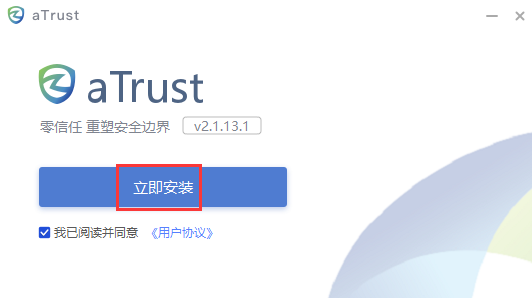 aTrust
aTrust
零信任 重塑安全边界 v2.1.13.1
立即安装
我已阅读并同意 《用户协议》